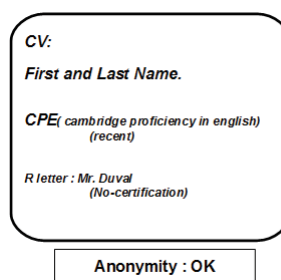 CV:
First and Last Name.
CPE( cambridge proficiency in english)
(recent)
R letter : Mr. Duval
(No-certification)
Anonymity : OK